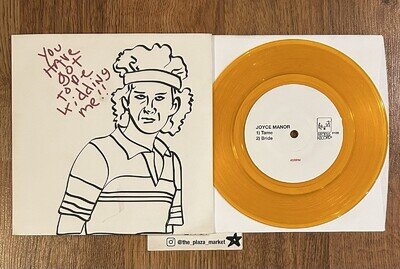 YOU
HAVE
GOT
TO BE
KIDDING
ME!!
JOYCE MANOR
1) Tame
2) Bride
@the_plaza_market